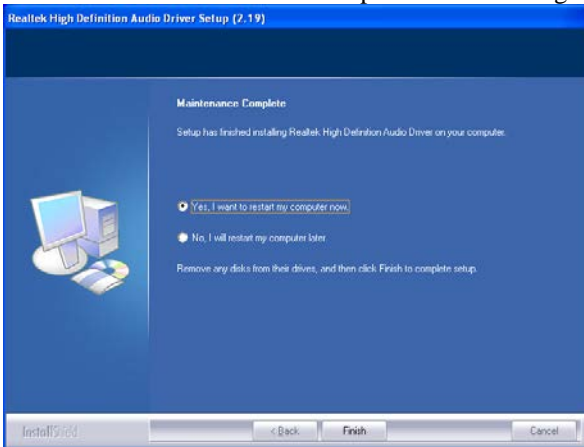 Realtek High Definition Audio Driver Setup (2.19)
Maintenance Complete
Setup has finished installing Realtek High Definition Audio Driver on your computer.
Yes, I want to restart my computer now.
No, I will restart my computer later.
Remove any disks from their drives, and then click Finish to complete setup.
InstallShield
< Back
Finish
Cancel